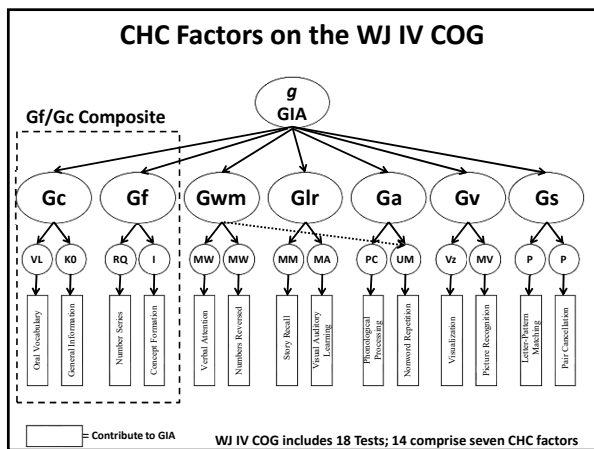 CHC Factors on the WJ IV COG
g
GIA
Gf/Gc Composite
Gc
Gf
Gwm
Glr
Ga
Gv
Gs
VL
K0
RQ
I
MW
MW
MM
MA
PC
UM
Vz
MV
P
P
Oral Vocabulary
General Information
Number Series
Concept Formation
Verbal Attention
Numbers Reversed
Story Recall
Visual Auditory
Learning
Phonological
Processing
Nonword Repetition
Visualization
Picture Recognition
Letter-Pattern
Matching
Pair Cancellation
= Contribute to GIA
WJ IV COG includes 18 Tests; 14 comprise seven CHC factors